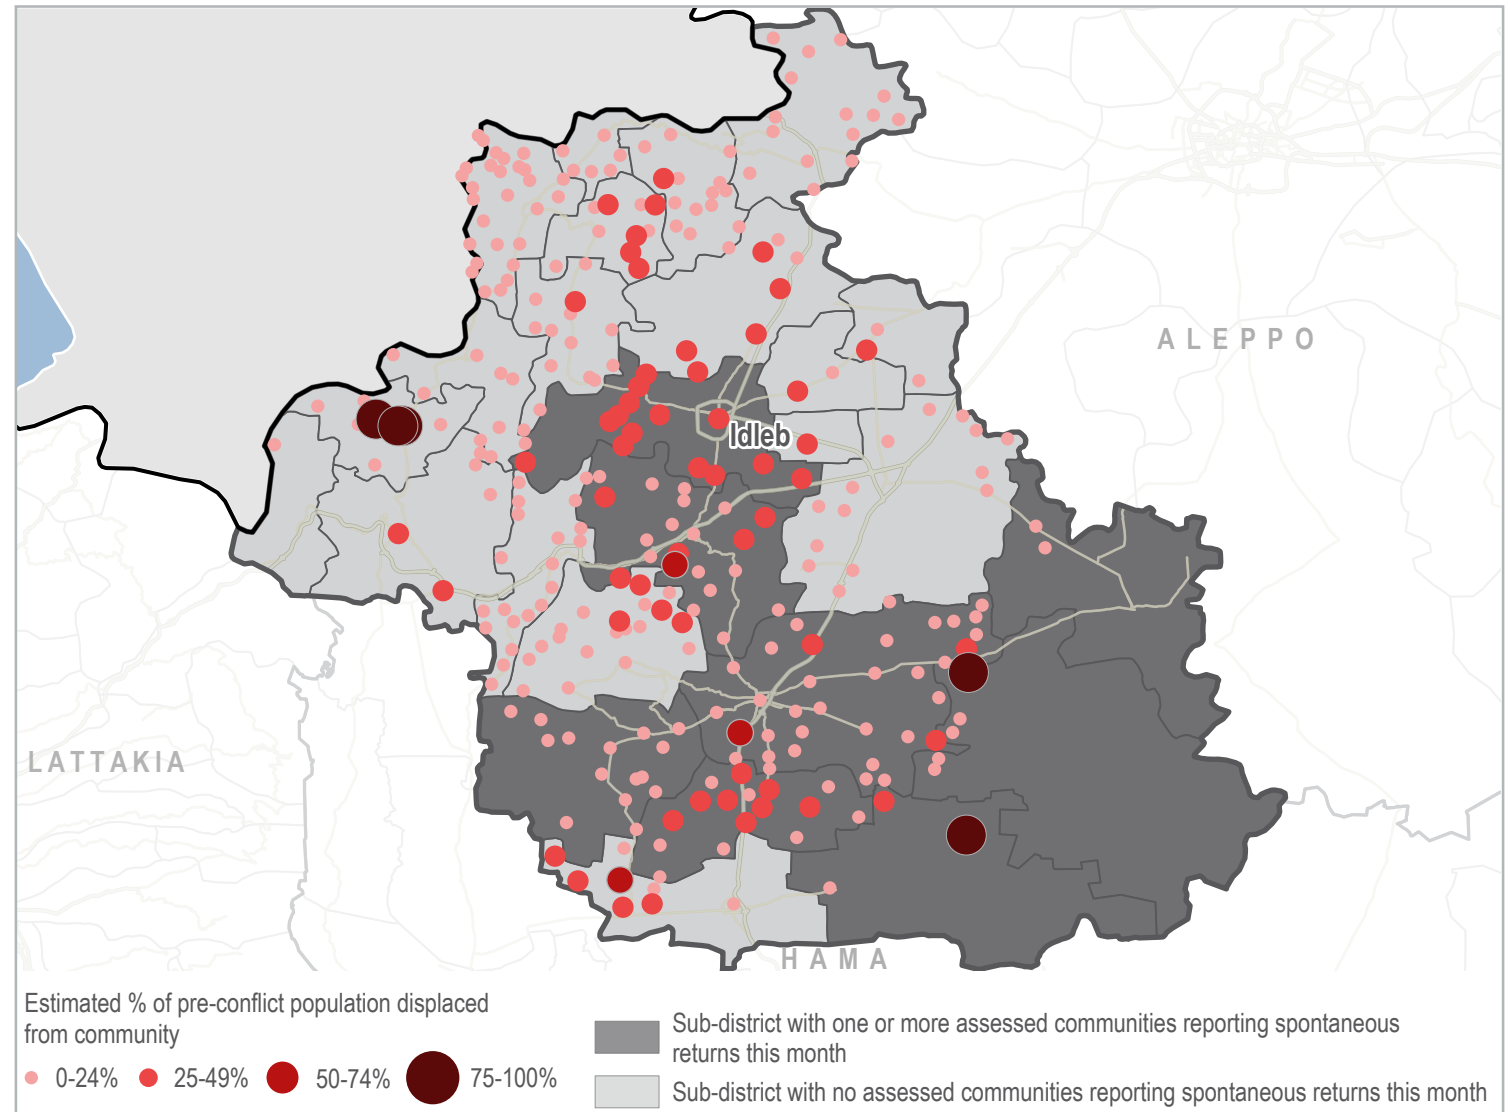 Idleb
ALEPPO
LATTAKIA
HAMA
Estimated % of pre-conflict population displaced
from community
0-24%
25-49%
50-74%
75-100%
Sub-district with one or more assessed communities reporting spontaneous
returns this month
Sub-district with no assessed communities reporting spontaneous returns this month